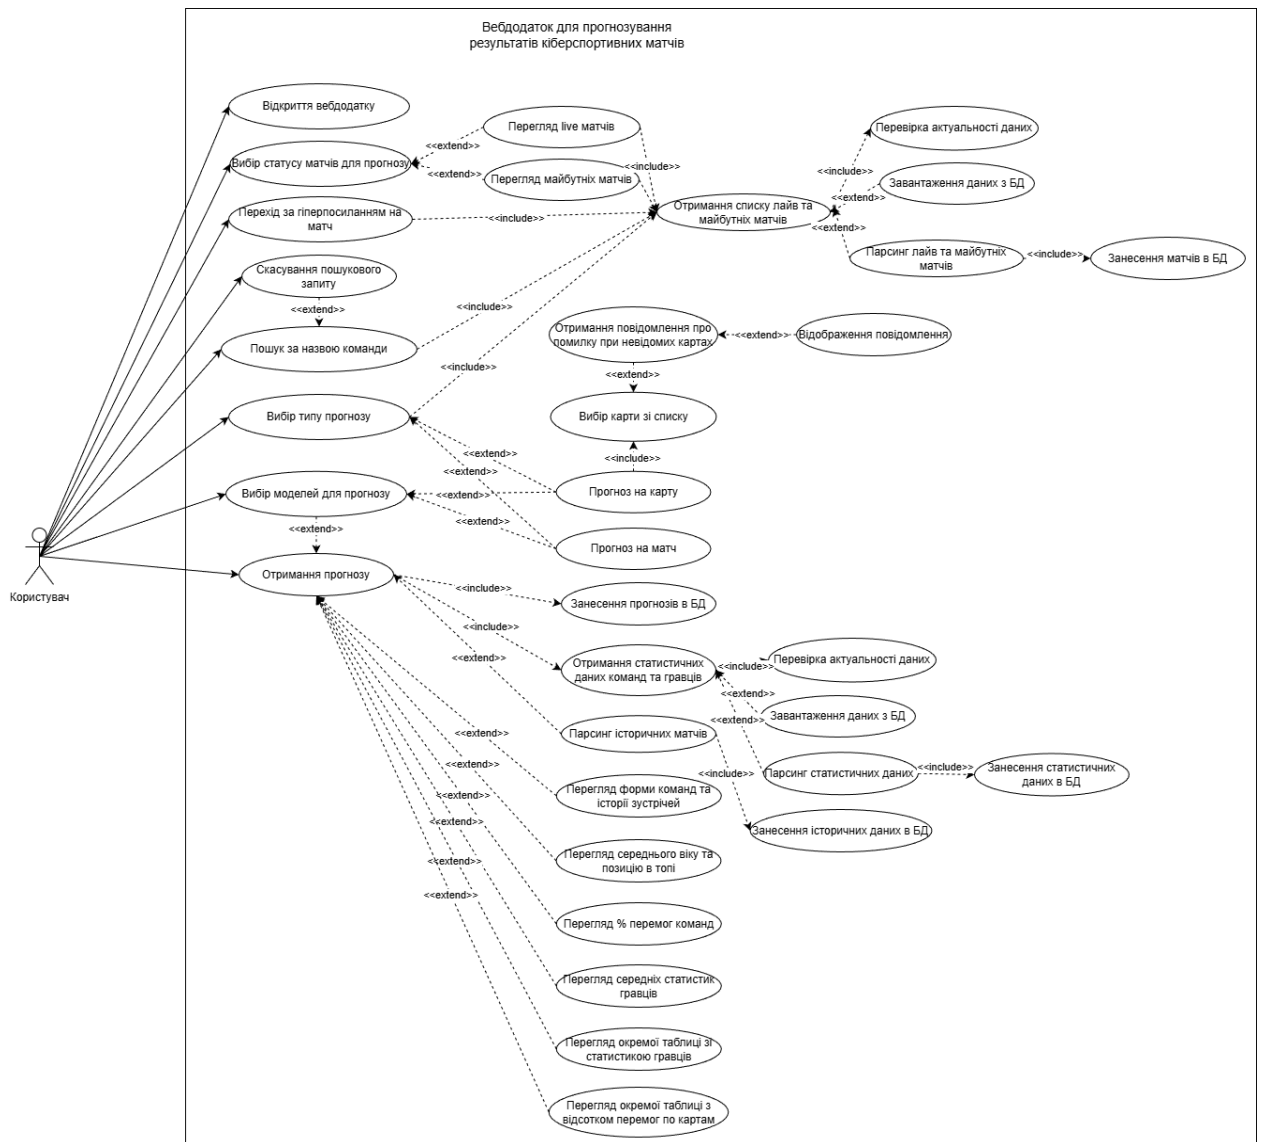 Вебдодаток для прогнозування
результатів кіберспортивних матчів
Відкриття вебдодатку
Перегляд live матчів
Перевірка актуальності даних
<<extend>>
Вибір статусу матчів для прогнозу
<<include>>
<<include>>
<<extend>>
Перегляд майбутніх матчів
Завантаження даних з БД
<<extend>>
Перехід за гіперпосиланням на
матч
<<include>>
Отримання списку лайв та
майбутніх матчів
<<extend>>
Парсинг лайв та майбутніх
матчів
<<include>>
Занесення матчів в БД
Скасування пошукового
запиту
<<extend>>
<<include>>
Отримання повідомлення про
помилку при невідомих картах
<<extend>>
Відображення повідомлення
Пошук за назвою команди
<<include>>
<<extend>>
Вибір типу прогнозу
Вибір карти зі списку
<<extend>>
<<include>>
<<extend>>
Вибір моделей для прогнозу
<<extend>>
Прогноз на карту
<<extend>>
<<extend>>
Прогноз на матч
Отримання прогнозу
Користувач
<<include>>
Занесення прогнозів в БД
<<include>>
<<extend>>
Отримання статистичних
даних команд та гравців
<<include>>
Перевірка актуальності даних
<<extend>>
Завантаження даних з БД
<<extend>>
<<extend>>
Парсинг історичних матчів
<<extend>>
<<include>>
Парсинг статистичних даних
<<include>>
Занесення статистичних
даних в БД
<<extend>>
Перегляд форми команд та
історії зустрічей
<<extend>>
Занесення історичних даних в БД
<<extend>>
Перегляд середнього віку та
позицію в топі
<<extend>>
Перегляд % перемог команд
Перегляд середніх статистик
гравців
Перегляд окремої таблиці зі
статистикою гравців
Перегляд окремої таблиці з
відсотком перемог по картам